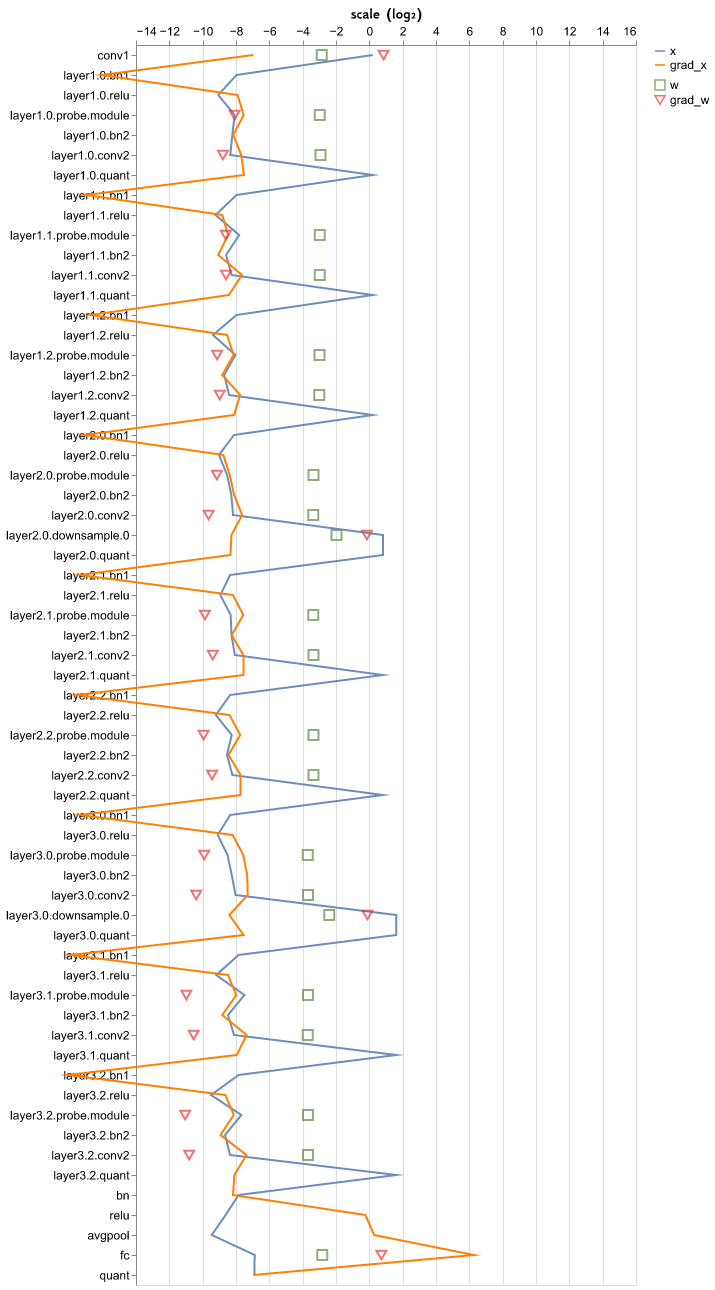 scale (log₂)
−14 −12 −10 −8 −6 −4 −2 0 2 4 6 8 10 12 14 16
x
grad_x
w
grad_w
conv1
layer1.0.bn1
layer1.0.relu
layer1.0.probe.module
layer1.0.bn2
layer1.0.conv2
layer1.0.quant
layer1.1.bn1
layer1.1.relu
layer1.1.probe.module
layer1.1.bn2
layer1.1.conv2
layer1.1.quant
layer1.2.bn1
layer1.2.relu
layer1.2.probe.module
layer1.2.bn2
layer1.2.conv2
layer1.2.quant
layer2.0.bn1
layer2.0.relu
layer2.0.probe.module
layer2.0.bn2
layer2.0.conv2
layer2.0.downsample.0
layer2.0.quant
layer2.1.bn1
layer2.1.relu
layer2.1.probe.module
layer2.1.bn2
layer2.1.conv2
layer2.1.quant
layer2.2.bn1
layer2.2.relu
layer2.2.probe.module
layer2.2.bn2
layer2.2.conv2
layer2.2.quant
layer3.0.bn1
layer3.0.relu
layer3.0.probe.module
layer3.0.bn2
layer3.0.conv2
layer3.0.downsample.0
layer3.0.quant
layer3.1.bn1
layer3.1.relu
layer3.1.probe.module
layer3.1.bn2
layer3.1.conv2
layer3.1.quant
layer3.2.bn1
layer3.2.relu
layer3.2.probe.module
layer3.2.bn2
layer3.2.conv2
layer3.2.quant
bn
relu
avgpool
fc
quant